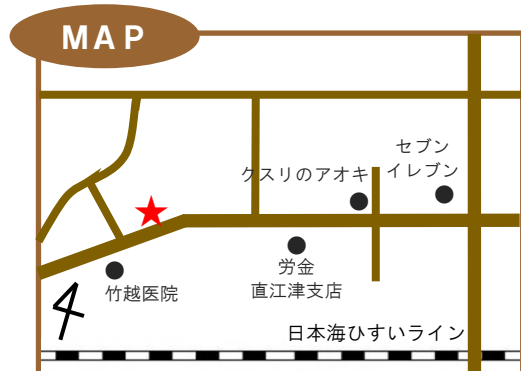 MAP
セブン
イレブン
クスリのアオキ
労金
直江津支店
竹越医院
日本海ひすいライン